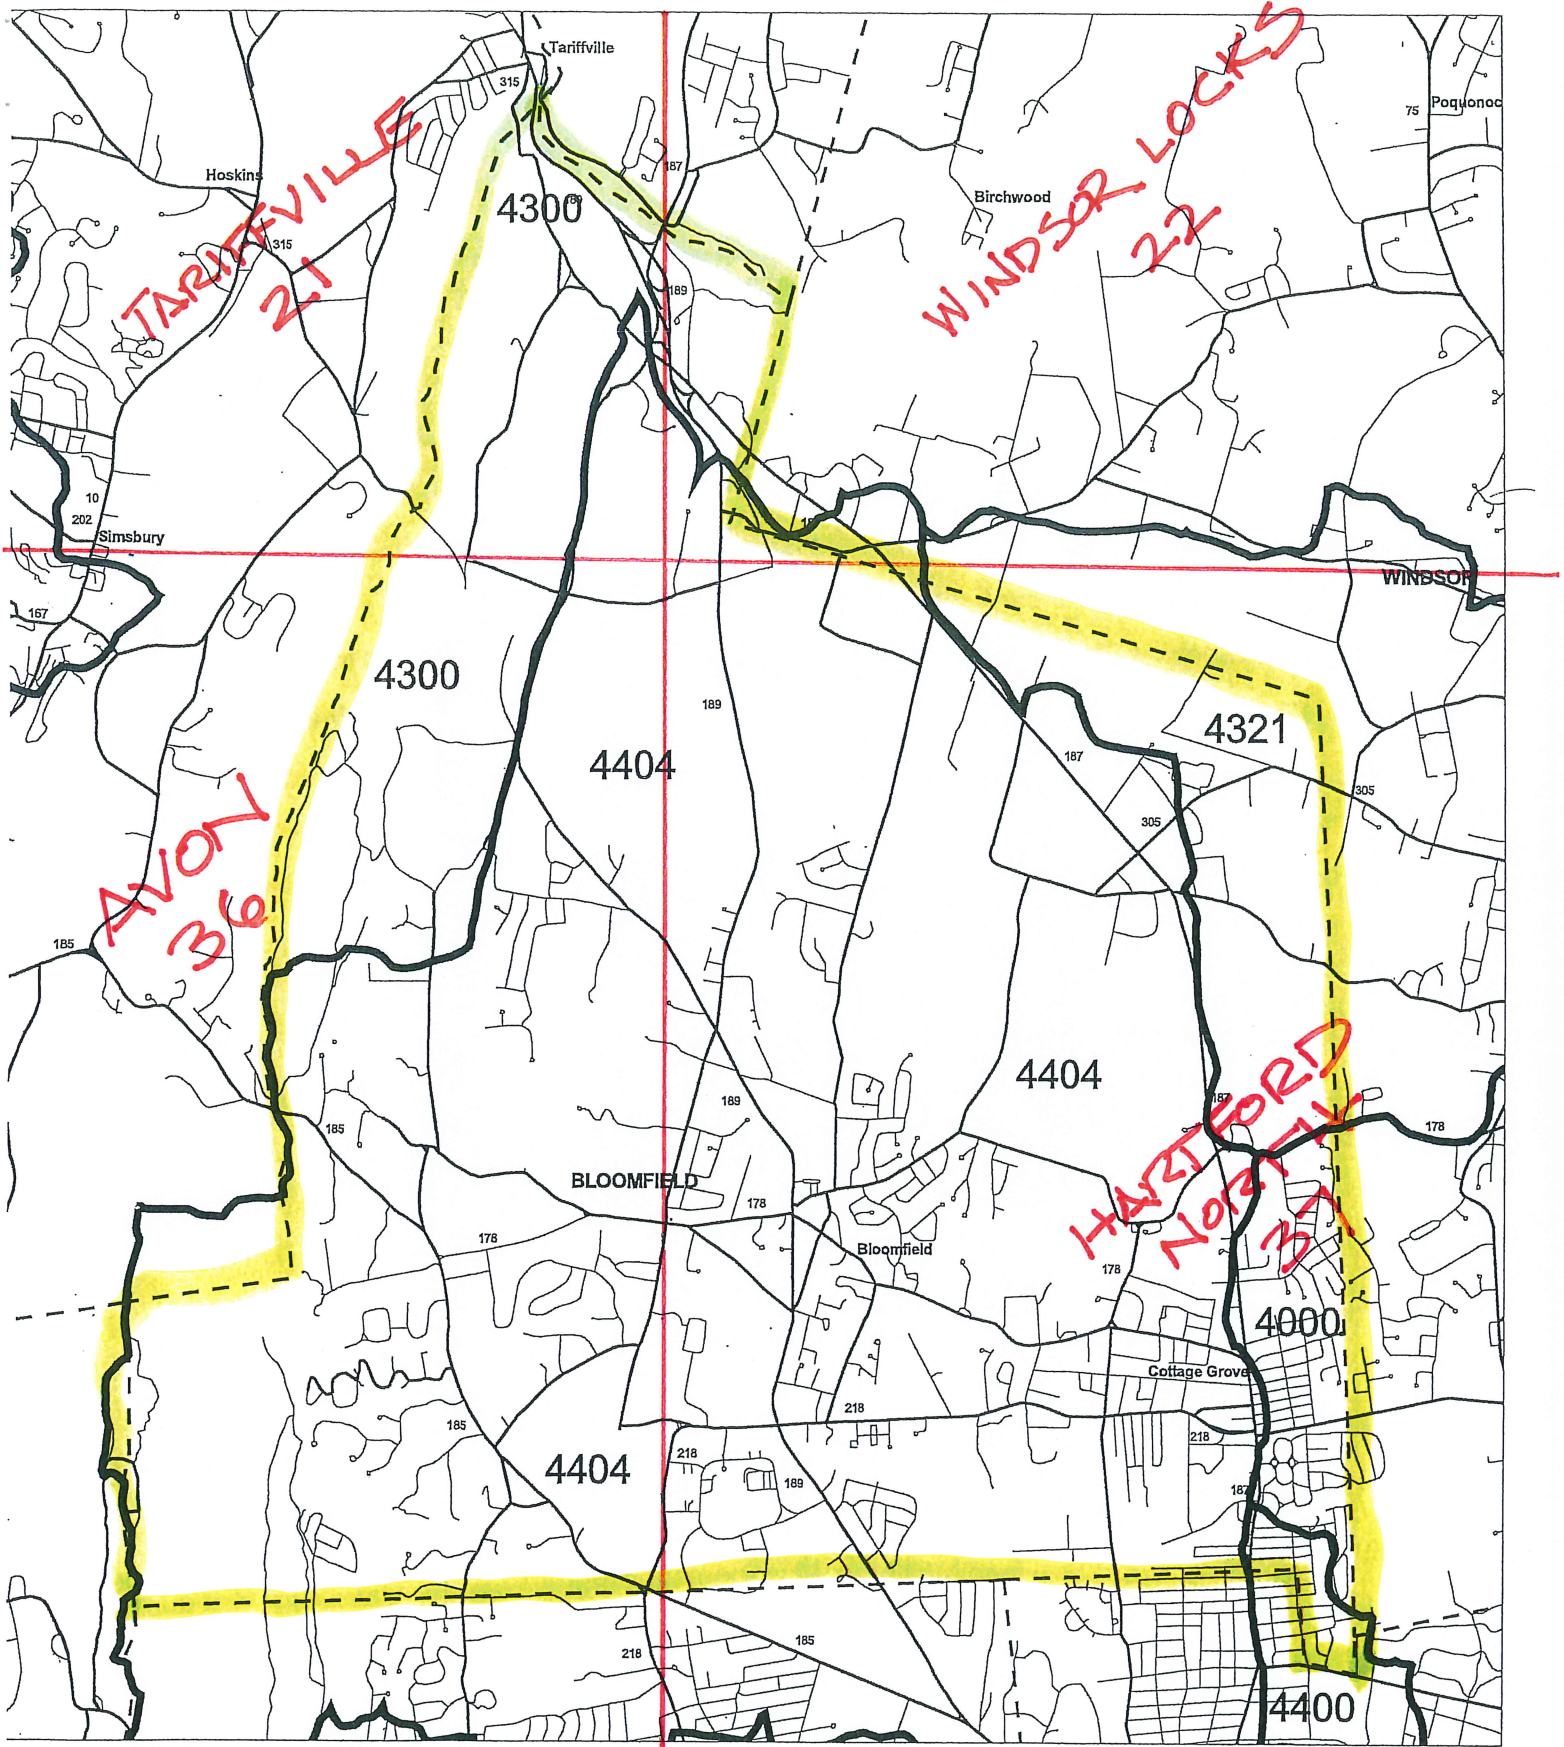 Tariffville
315
WINDSOR LOCKS
22
75
Poquonoc
TARIFFVILLE
21
187
Hoskins
Birchwood
4300
315
189
10
202
Simsbury
WINDSOR
167
4300
189
4321
4404
187
305
305
AVON
36
185
4404
HARTFORD
NORTH
37
187
189
178
185
BLOOMFIELD
178
178
Bloomfield
178
4000
Cottage Grove
218
185
218
218
4404
189
187
185
218
4400